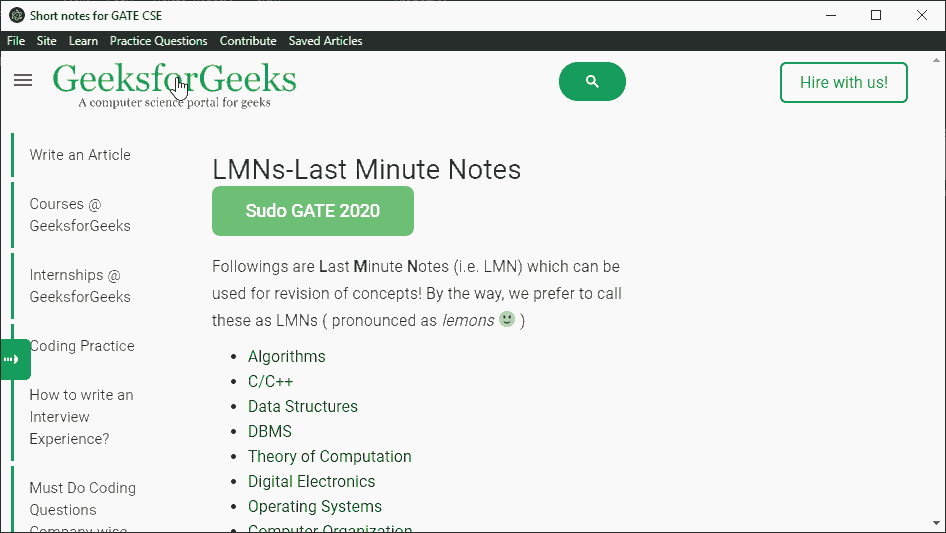 Short notes for GATE CSE
File Site Learn Practice Questions Contribute Saved Articles
GeeksforGeeks
A computer science portal for geeks
Hire with us!
Write an Article
Courses @
GeeksforGeeks
Internships @
GeeksforGeeks
Coding Practice
How to write an
Interview
Experience?
Must Do Coding
Questions
Company-wise
LMNs-Last Minute Notes
Sudo GATE 2020
Followings are Last Minute Notes (i.e. LMN) which can be
used for revision of concepts! By the way, we prefer to call
these as LMNs ( pronounced as lemons 🙂 )
• Algorithms
• C/C++
• Data Structures
• DBMS
• Theory of Computation
• Digital Electronics
• Operating Systems
• Computer Organization